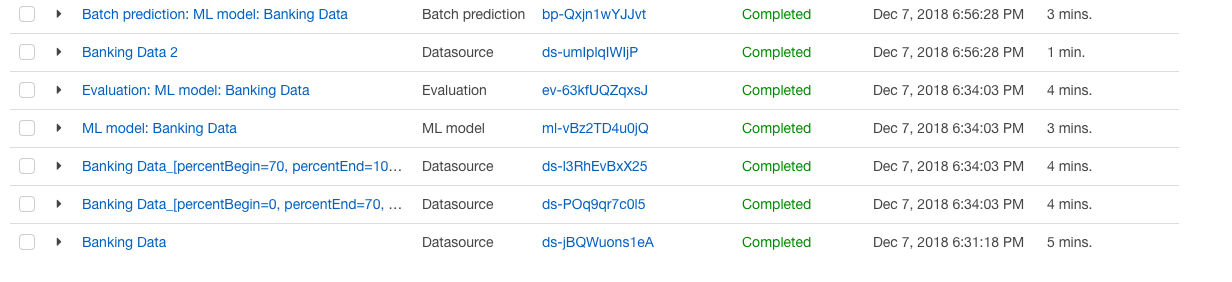 Batch prediction: ML model: Banking Data Batch prediction bp-Qxjn1wYJJvt Completed Dec 7, 2018 6:56:28 PM 3 mins.
Banking Data 2 Datasource ds-umIplqIWIjP Completed Dec 7, 2018 6:56:28 PM 1 min.
Evaluation: ML model: Banking Data Evaluation ev-63kfUQZqxsJ Completed Dec 7, 2018 6:34:03 PM 4 mins.
ML model: Banking Data ML model ml-vBz2TD4u0jQ Completed Dec 7, 2018 6:34:03 PM 3 mins.
Banking Data_[percentBegin=70, percentEnd=10... Datasource ds-l3RhEvBxX25 Completed Dec 7, 2018 6:34:03 PM 4 mins.
Banking Data_[percentBegin=0, percentEnd=70, ... Datasource ds-POq9qr7c0l5 Completed Dec 7, 2018 6:34:03 PM 4 mins.
Banking Data Datasource ds-jBQWuons1eA Completed Dec 7, 2018 6:31:18 PM 5 mins.